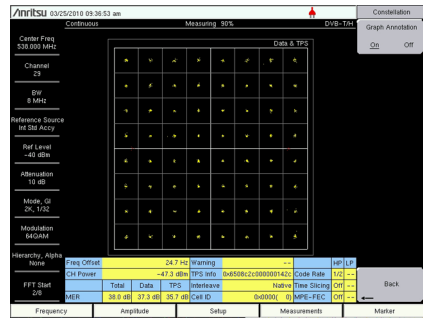 Anritsu 03/25/2010 09:36:53 am
Continuous Measuring 90% DVB-T/H
Constellation
Graph Annotation
On Off
Center Freq
538.000 MHz
Channel
29
BW
8 MHz
Reference Source
Int Std Accy
Ref Level
-40 dBm
Attenuation
10 dB
Mode, GI
2K, 1/32
Modulation
64QAM
Hierarchy, Alpha
None
FFT Start
2/8
Data & TPS
Freq Offset 24.7 Hz Warning -- HP LP
CH Power -47.3 dBm TPS Info 0x6508c2c000000142c Code Rate 1/2 --
Total Data TPS Interleave Native Time Slicing Off --
MER 38.0 dB 37.3 dB 35.7 dB Cell ID 0x0000( 0) MPE-FEC Off --
Back
Frequency Amplitude Setup Measurements Marker